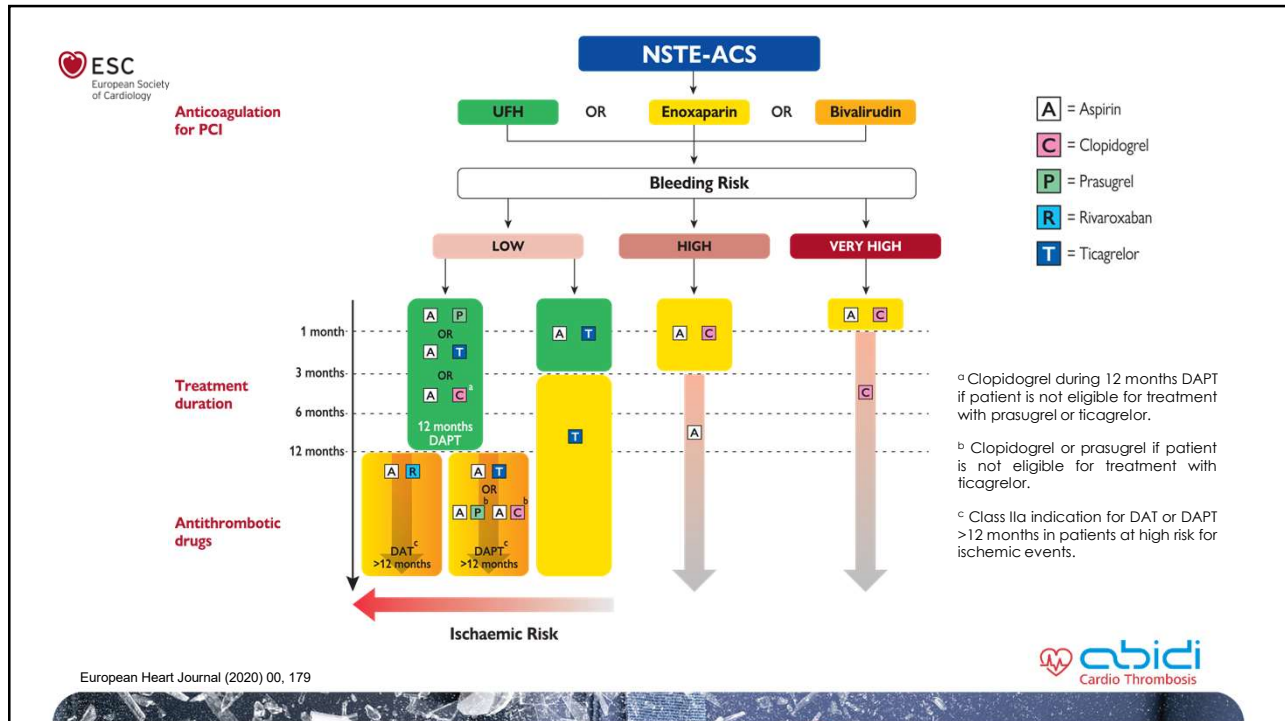 NSTE-ACS
ESC
European Society
of Cardiology
Anticoagulation
for PCI
UFH OR Enoxaparin OR Bivalirudin
A = Aspirin
C = Clopidogrel
P = Prasugrel
R = Rivaroxaban
T = Ticagrelor
Bleeding Risk
LOW HIGH VERY HIGH
Treatment
duration
Antithrombotic
drugs
1 month
3 months
6 months
12 months
A P
OR
A T
OR
A C a
12 months
DAPT
A R
DAT c
>12 months
A T
OR
A P b A C b
DAPT c
>12 months
A T
T
A C
A
A C
C
Ischaemic Risk
a Clopidogrel during 12 months DAPT
if patient is not eligible for treatment
with prasugrel or ticagrelor.
b Clopidogrel or prasugrel if patient
is not eligible for treatment with
ticagrelor.
c Class IIa indication for DAT or DAPT
>12 months in patients at high risk for
ischemic events.
European Heart Journal (2020) 00, 179
abidi
Cardio Thrombosis